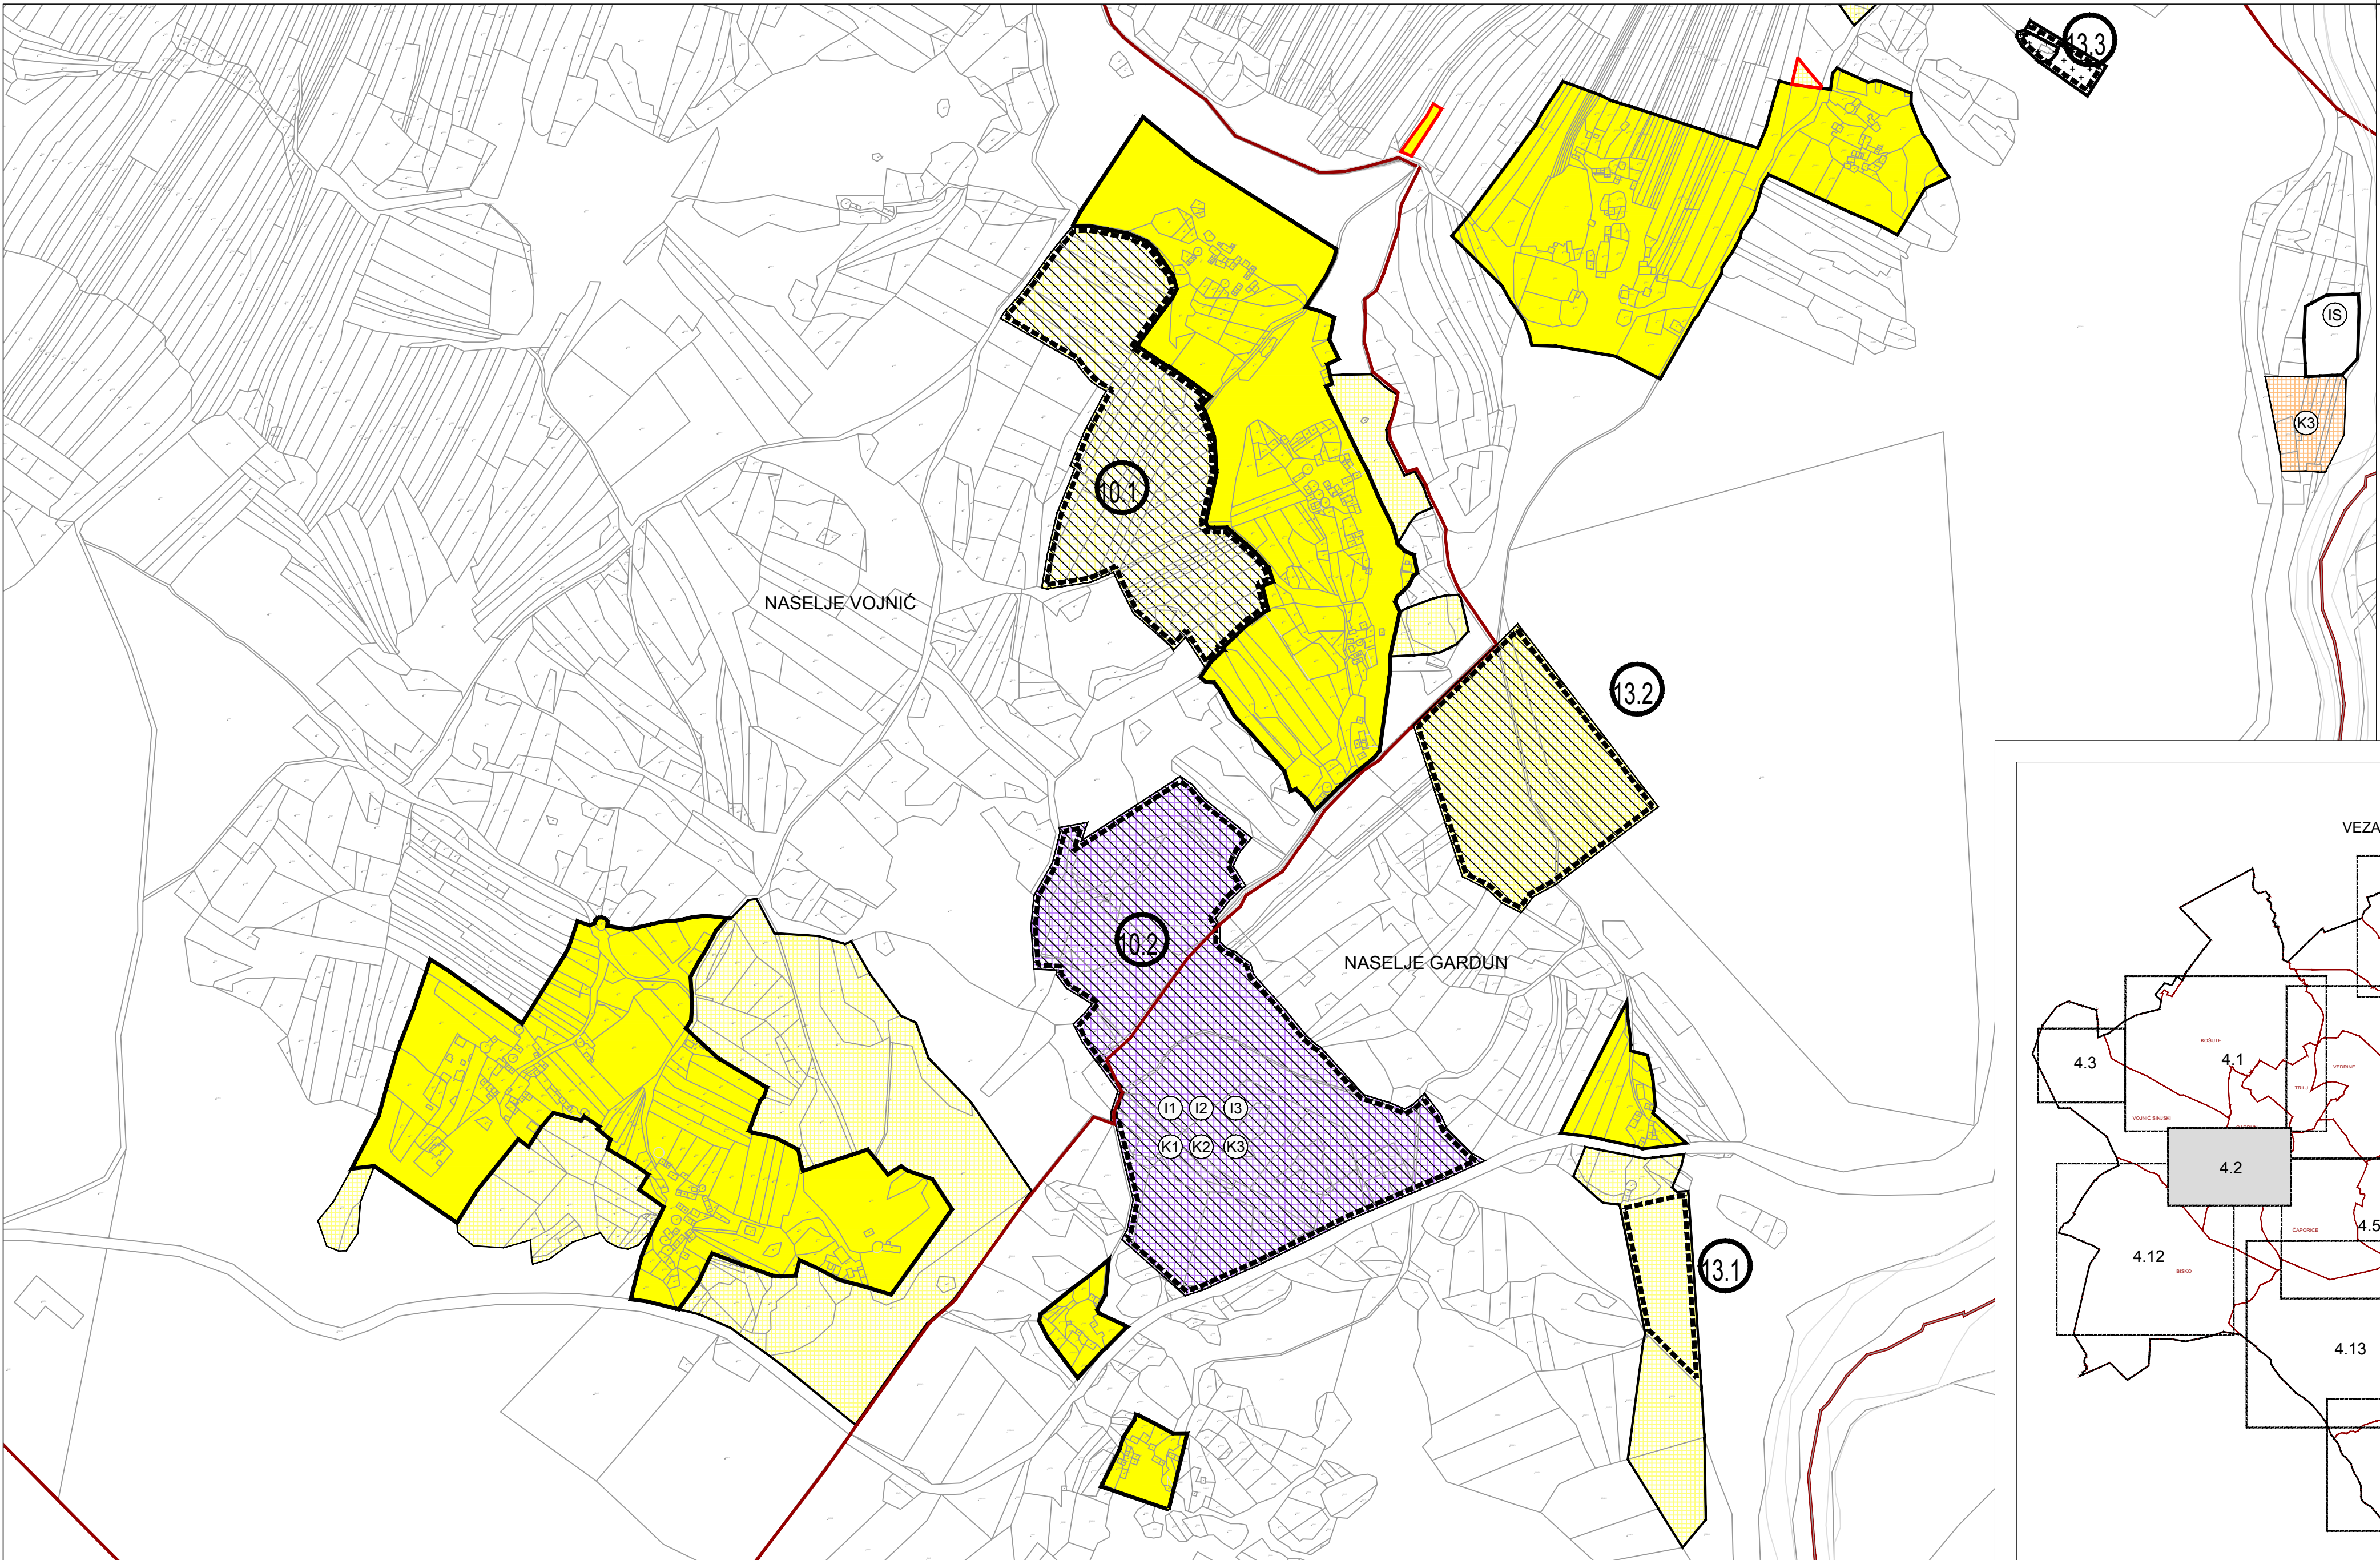 13.3
IS
K3
10.1
NASELJE VOJNIĆ
13.2
VEZA
10.2
NASELJE GARDUN
KOŠUTE
4.1
4.3
VEDRINE
TRILJ
I1 I2 I3
VOJNIĆ SINJSKI
GARDUN
K1 K2 K3
4.2
ČAPORICE
4.5
4.12
13.1
BISKO
4.13